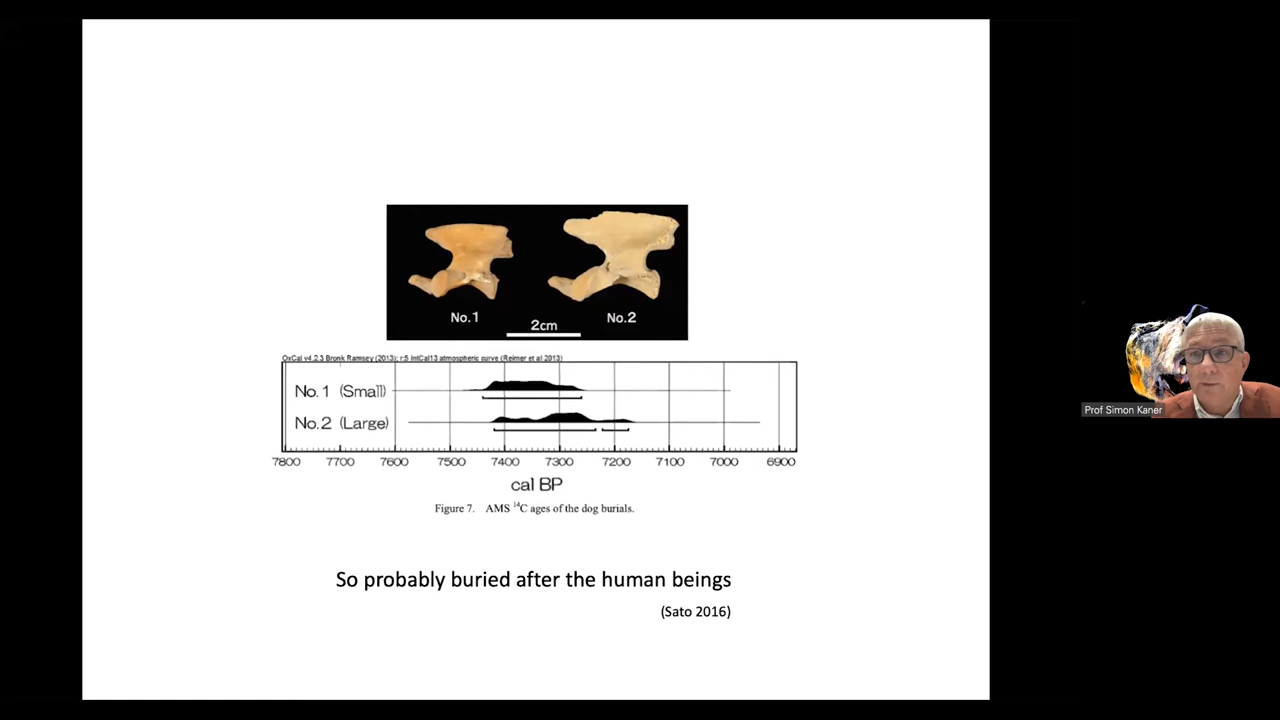 No.1
No.2
2cm
OxCal v4.2.3 Bronk Ramsey (2013); r:5 IntCal13 atmospheric curve (Reimer et al 2013)
No.1 (Small)
No.2 (Large)
7800 7700 7600 7500 7400 7300 7200 7100 7000 6900
cal BP
Figure 7. AMS ¹⁴C ages of the dog burials.
So probably buried after the human beings
(Sato 2016)
Prof Simon Kaner